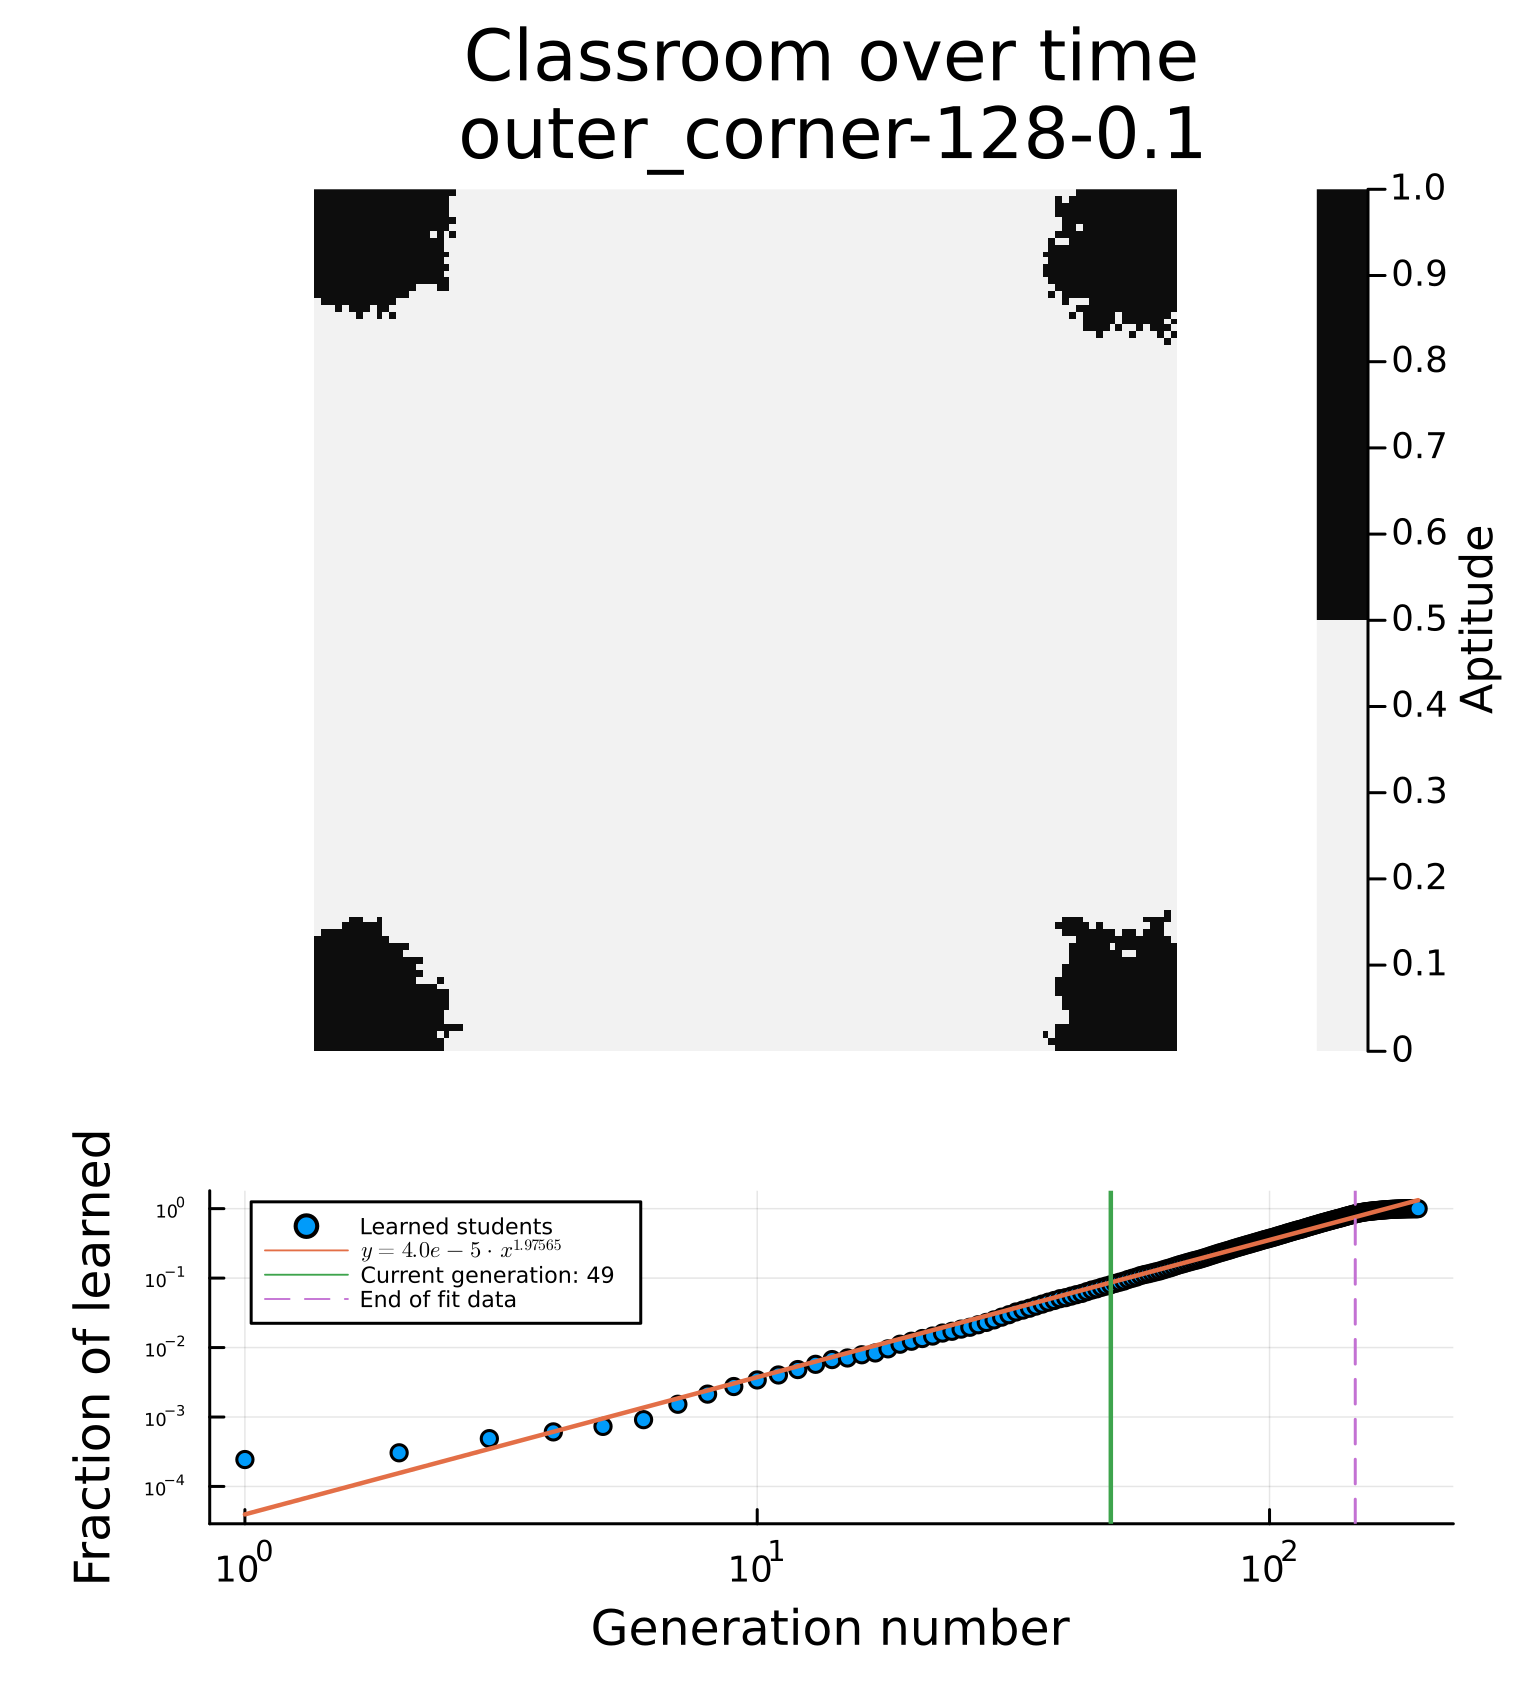 Classroom over time
outer_corner-128-0.1
1.0
0.9
0.8
0.7
0.6
0.5
0.4
0.3
0.2
0.1
0
Aptitude
Fraction of learned
10⁰
10⁻¹
10⁻²
10⁻³
10⁻⁴
Learned students
y = 4.0e − 5 · x^1.97565
Current generation: 49
End of fit data
10⁰ 10¹ 10²
Generation number